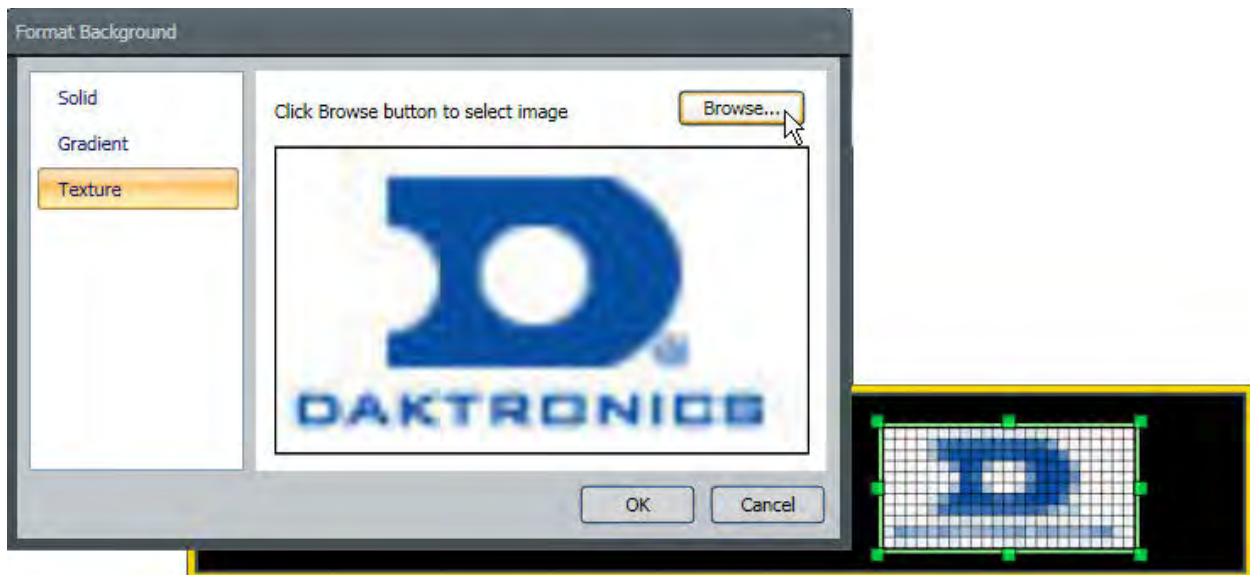 Format Background
Solid
Gradient
Texture
Click Browse button to select image
Browse...
DAKTRONICS
OK
Cancel